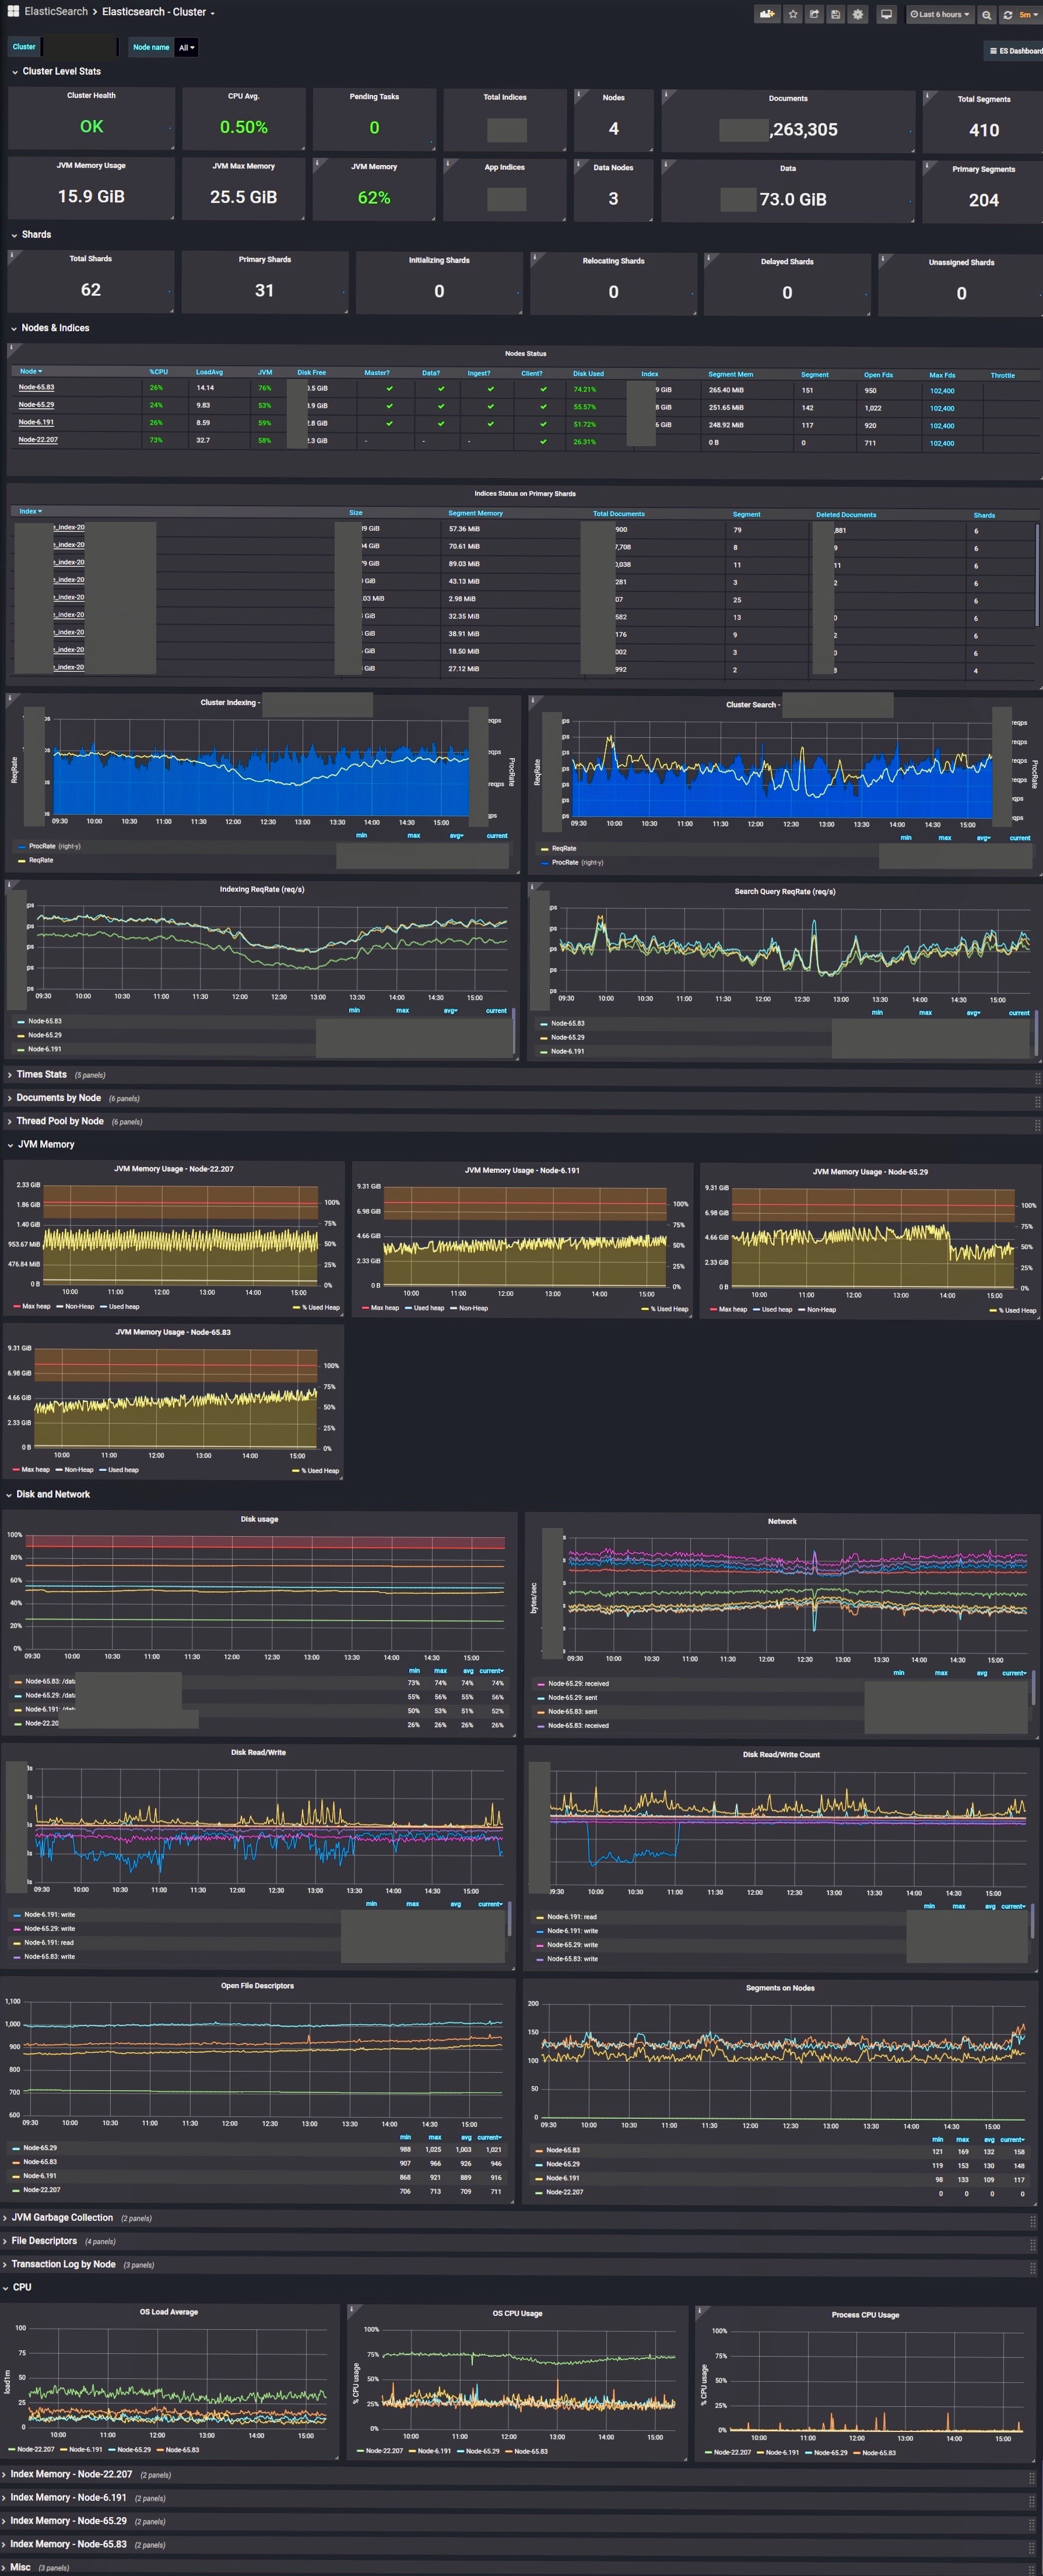 ElasticSearch > Elasticsearch - Cluster
Last 6 hours
5m
Cluster
Node name
All
ES Dashboard
Cluster Level Stats
Cluster Health
CPU Avg.
Pending Tasks
Total Indices
Nodes
Documents
Total Segments
OK
0.50%
0
4
,263,305
410
JVM Memory Usage
JVM Max Memory
JVM Memory
App Indices
Data Nodes
Data
Primary Segments
15.9 GiB
25.5 GiB
62%
3
73.0 GiB
204
Shards
Total Shards
Primary Shards
Initializing Shards
Relocating Shards
Delayed Shards
Unassigned Shards
62
31
0
0
0
0
Nodes & Indices
Nodes Status
Node %CPU LoadAvg JVM Disk Free Master? Data? Ingest? Client? Disk Used Index Segment Mem Segment Open Fds Max Fds Throttle
Node-65.83 26% 14.14 76% .5 GiB 74.21% 9 GiB 265.40 MiB 151 950 102,400
Node-65.29 24% 9.83 53% .9 GiB 55.57% 8 GiB 251.65 MiB 142 1,022 102,400
Node-6.191 26% 8.59 59% .8 GiB 51.72% 6 GiB 248.92 MiB 117 920 102,400
Node-22.207 73% 32.7 58% .3 GiB - - - 26.31% 0 B 0 711 102,400
Indices Status on Primary Shards
Index Size Segment Memory Total Documents Segment Deleted Documents Shards
_index-20 9 GiB 57.36 MiB 900 79 ,881 6
_index-20 4 GiB 70.61 MiB 7,708 8 9 6
_index-20 9 GiB 89.03 MiB 0,038 11 11 6
_index-20 GiB 43.13 MiB 281 3 2 6
_index-20 .03 MiB 2.98 MiB 07 25 6
_index-20 GiB 32.35 MiB 582 13 0 6
_index-20 GiB 38.91 MiB 176 9 2 6
_index-20 GiB 18.50 MiB 002 3 0 6
_index-20 GiB 27.12 MiB 992 2 8 4
Cluster Indexing -
ReqRate
ProcRate
09:30 10:00 10:30 11:00 11:30 12:00 12:30 13:00 13:30 14:00 14:30 15:00
min max avg current
ProcRate (right-y)
ReqRate
Cluster Search -
ReqRate
ProcRate
09:30 10:00 10:30 11:00 11:30 12:00 12:30 13:00 13:30 14:00 14:30 15:00
min max avg current
ReqRate
ProcRate (right-y)
Indexing ReqRate (req/s)
09:30 10:00 10:30 11:00 11:30 12:00 12:30 13:00 13:30 14:00 14:30 15:00
min max avg current
Node-65.83
Node-65.29
Node-6.191
Search Query ReqRate (req/s)
09:30 10:00 10:30 11:00 11:30 12:00 12:30 13:00 13:30 14:00 14:30 15:00
min max avg current
Node-65.83
Node-65.29
Node-6.191
Times Stats (5 panels)
Documents by Node (6 panels)
Thread Pool by Node (6 panels)
JVM Memory
JVM Memory Usage - Node-22.207
2.33 GiB
1.86 GiB 100%
1.40 GiB 75%
953.67 MiB 50%
476.84 MiB 25%
0 B 0%
10:00 11:00 12:00 13:00 14:00 15:00
Max heap Non-Heap Used heap % Used Heap
JVM Memory Usage - Node-6.191
9.31 GiB
6.98 GiB 100%
75%
4.66 GiB 50%
2.33 GiB 25%
0 B 0%
10:00 11:00 12:00 13:00 14:00 15:00
Max heap Used heap Non-Heap % Used Heap
JVM Memory Usage - Node-65.29
9.31 GiB
6.98 GiB 100%
75%
4.66 GiB 50%
2.33 GiB 25%
0 B 0%
10:00 11:00 12:00 13:00 14:00 15:00
Max heap Used heap Non-Heap % Used Heap
JVM Memory Usage - Node-65.83
9.31 GiB
6.98 GiB 100%
75%
4.66 GiB 50%
2.33 GiB 25%
0 B 0%
10:00 11:00 12:00 13:00 14:00 15:00
Max heap Non-Heap Used heap % Used Heap
Disk and Network
Disk usage
100%
80%
60%
40%
20%
0%
09:30 10:00 10:30 11:00 11:30 12:00 12:30 13:00 13:30 14:00 14:30 15:00
min max avg current
Node-65.83: /data 73% 74% 74% 74%
Node-65.29: /data 55% 56% 55% 56%
Node-6.191: /data 50% 53% 51% 52%
Node-22.20 26% 26% 26% 26%
Network
bytes/sec
09:30 10:00 10:30 11:00 11:30 12:00 12:30 13:00 13:30 14:00 14:30 15:00
min max avg current
Node-65.29: received
Node-65.29: sent
Node-65.83: sent
Node-65.83: received
Disk Read/Write
09:30 10:00 10:30 11:00 11:30 12:00 12:30 13:00 13:30 14:00 14:30 15:00
min max avg current
Node-6.191: write
Node-65.29: write
Node-6.191: read
Node-65.83: write
Disk Read/Write Count
09:30 10:00 10:30 11:00 11:30 12:00 12:30 13:00 13:30 14:00 14:30 15:00
min max avg current
Node-6.191: read
Node-6.191: write
Node-65.29: write
Node-65.83: write
Open File Descriptors
1,100
1,000
900
800
700
600
09:30 10:00 10:30 11:00 11:30 12:00 12:30 13:00 13:30 14:00 14:30 15:00
min max avg current
Node-65.29 988 1,025 1,003 1,021
Node-65.83 907 966 926 946
Node-6.191 868 921 889 916
Node-22.207 706 713 709 711
Segments on Nodes
200
150
100
50
0
09:30 10:00 10:30 11:00 11:30 12:00 12:30 13:00 13:30 14:00 14:30 15:00
min max avg current
Node-65.83 121 169 132 158
Node-65.29 119 153 130 148
Node-6.191 98 133 109 117
Node-22.207 0 0 0 0
JVM Garbage Collection (2 panels)
File Descriptors (4 panels)
Transaction Log by Node (3 panels)
CPU
OS Load Average
load1m
100
75
50
25
0
10:00 11:00 12:00 13:00 14:00 15:00
Node-22.207 Node-6.191 Node-65.29 Node-65.83
OS CPU Usage
% CPU usage
100%
75%
50%
25%
0%
10:00 11:00 12:00 13:00 14:00 15:00
Node-22.207 Node-6.191 Node-65.29 Node-65.83
Process CPU Usage
% CPU usage
100%
75%
50%
25%
0%
10:00 11:00 12:00 13:00 14:00 15:00
Node-22.207 Node-6.191 Node-65.29 Node-65.83
Index Memory - Node-22.207 (2 panels)
Index Memory - Node-6.191 (2 panels)
Index Memory - Node-65.29 (2 panels)
Index Memory - Node-65.83 (2 panels)
Misc (3 panels)